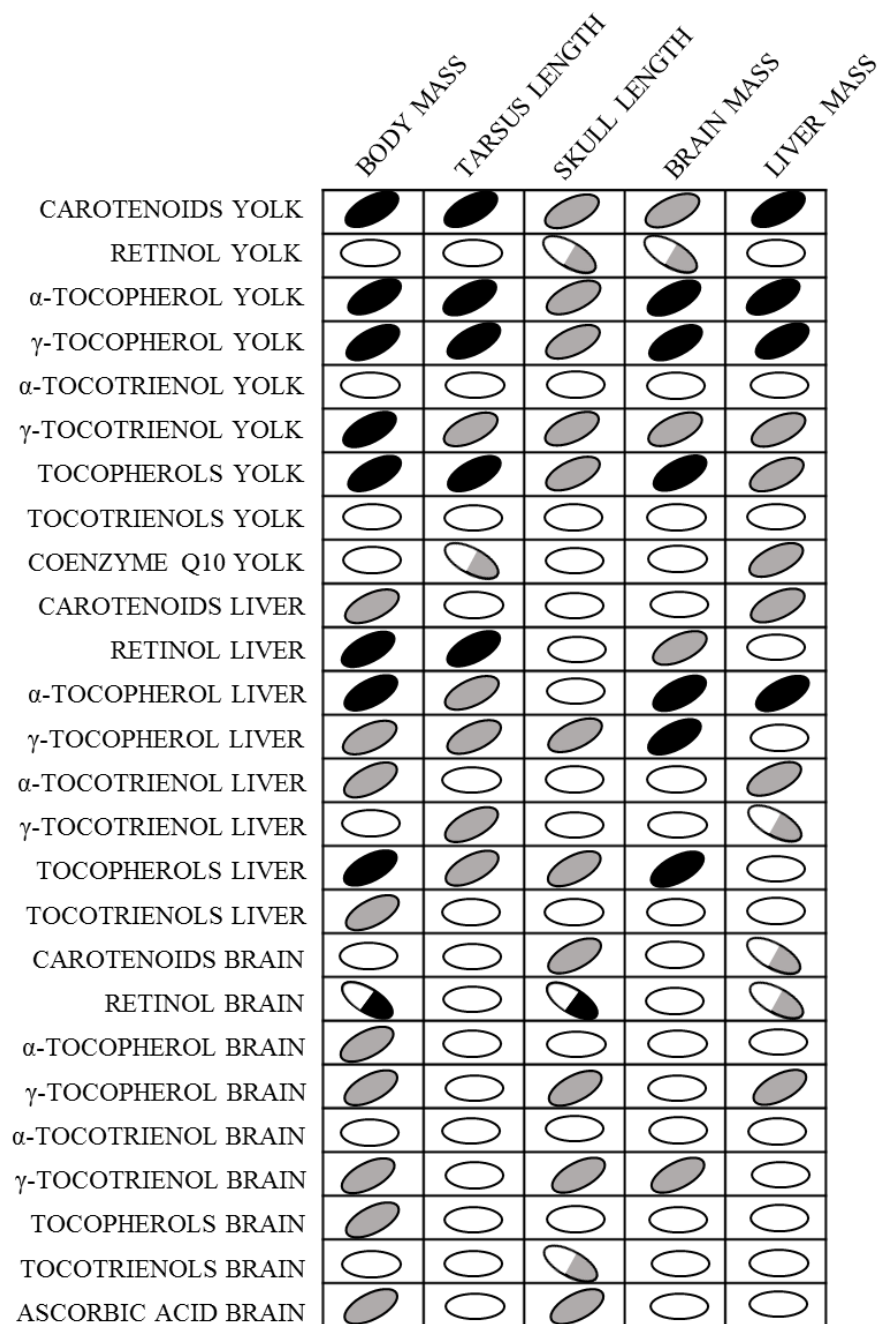 BODY MASS
TARSUS LENGTH
SKULL LENGTH
BRAIN MASS
LIVER MASS
CAROTENOIDS YOLK
RETINOL YOLK
α-TOCOPHEROL YOLK
γ-TOCOPHEROL YOLK
α-TOCOTRIENOL YOLK
γ-TOCOTRIENOL YOLK
TOCOPHEROLS YOLK
TOCOTRIENOLS YOLK
COENZYME Q10 YOLK
CAROTENOIDS LIVER
RETINOL LIVER
α-TOCOPHEROL LIVER
γ-TOCOPHEROL LIVER
α-TOCOTRIENOL LIVER
γ-TOCOTRIENOL LIVER
TOCOPHEROLS LIVER
TOCOTRIENOLS LIVER
CAROTENOIDS BRAIN
RETINOL BRAIN
α-TOCOPHEROL BRAIN
γ-TOCOPHEROL BRAIN
α-TOCOTRIENOL BRAIN
γ-TOCOTRIENOL BRAIN
TOCOPHEROLS BRAIN
TOCOTRIENOLS BRAIN
ASCORBIC ACID BRAIN